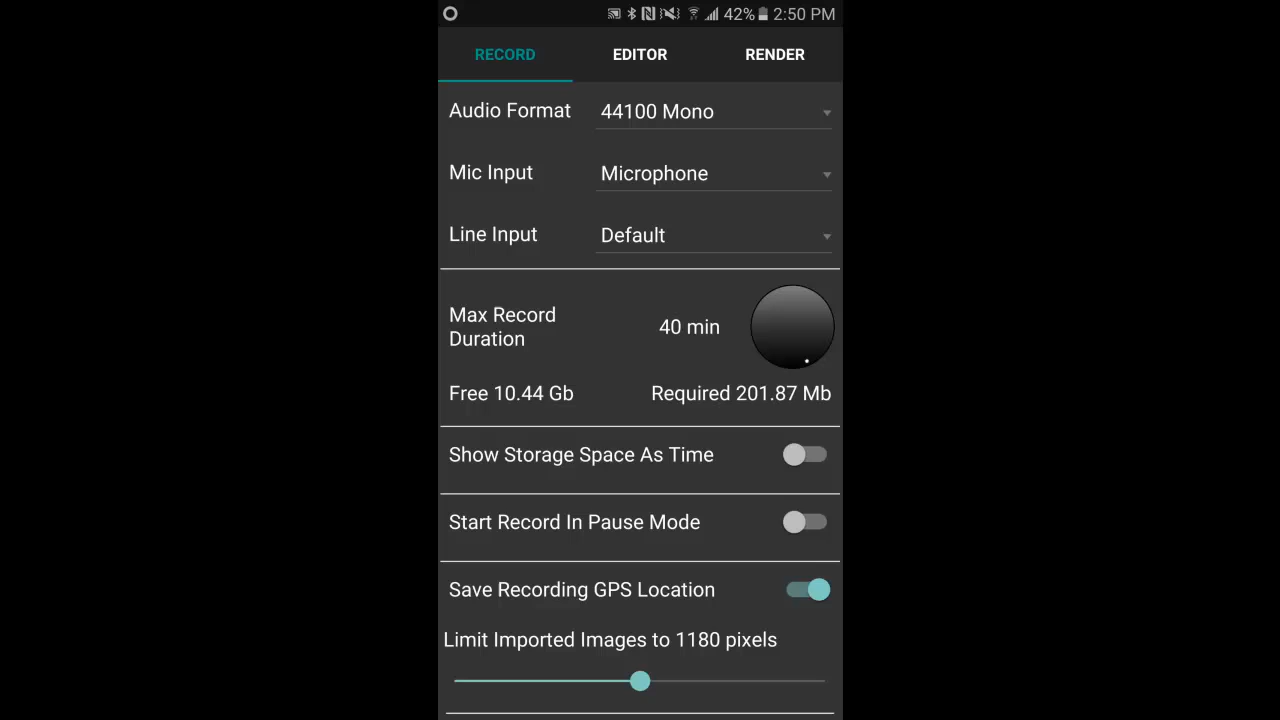 42% 2:50 PM
RECORD EDITOR RENDER
Audio Format 44100 Mono
Mic Input Microphone
Line Input Default
Max Record
Duration
40 min
Free 10.44 Gb Required 201.87 Mb
Show Storage Space As Time
Start Record In Pause Mode
Save Recording GPS Location
Limit Imported Images to 1180 pixels